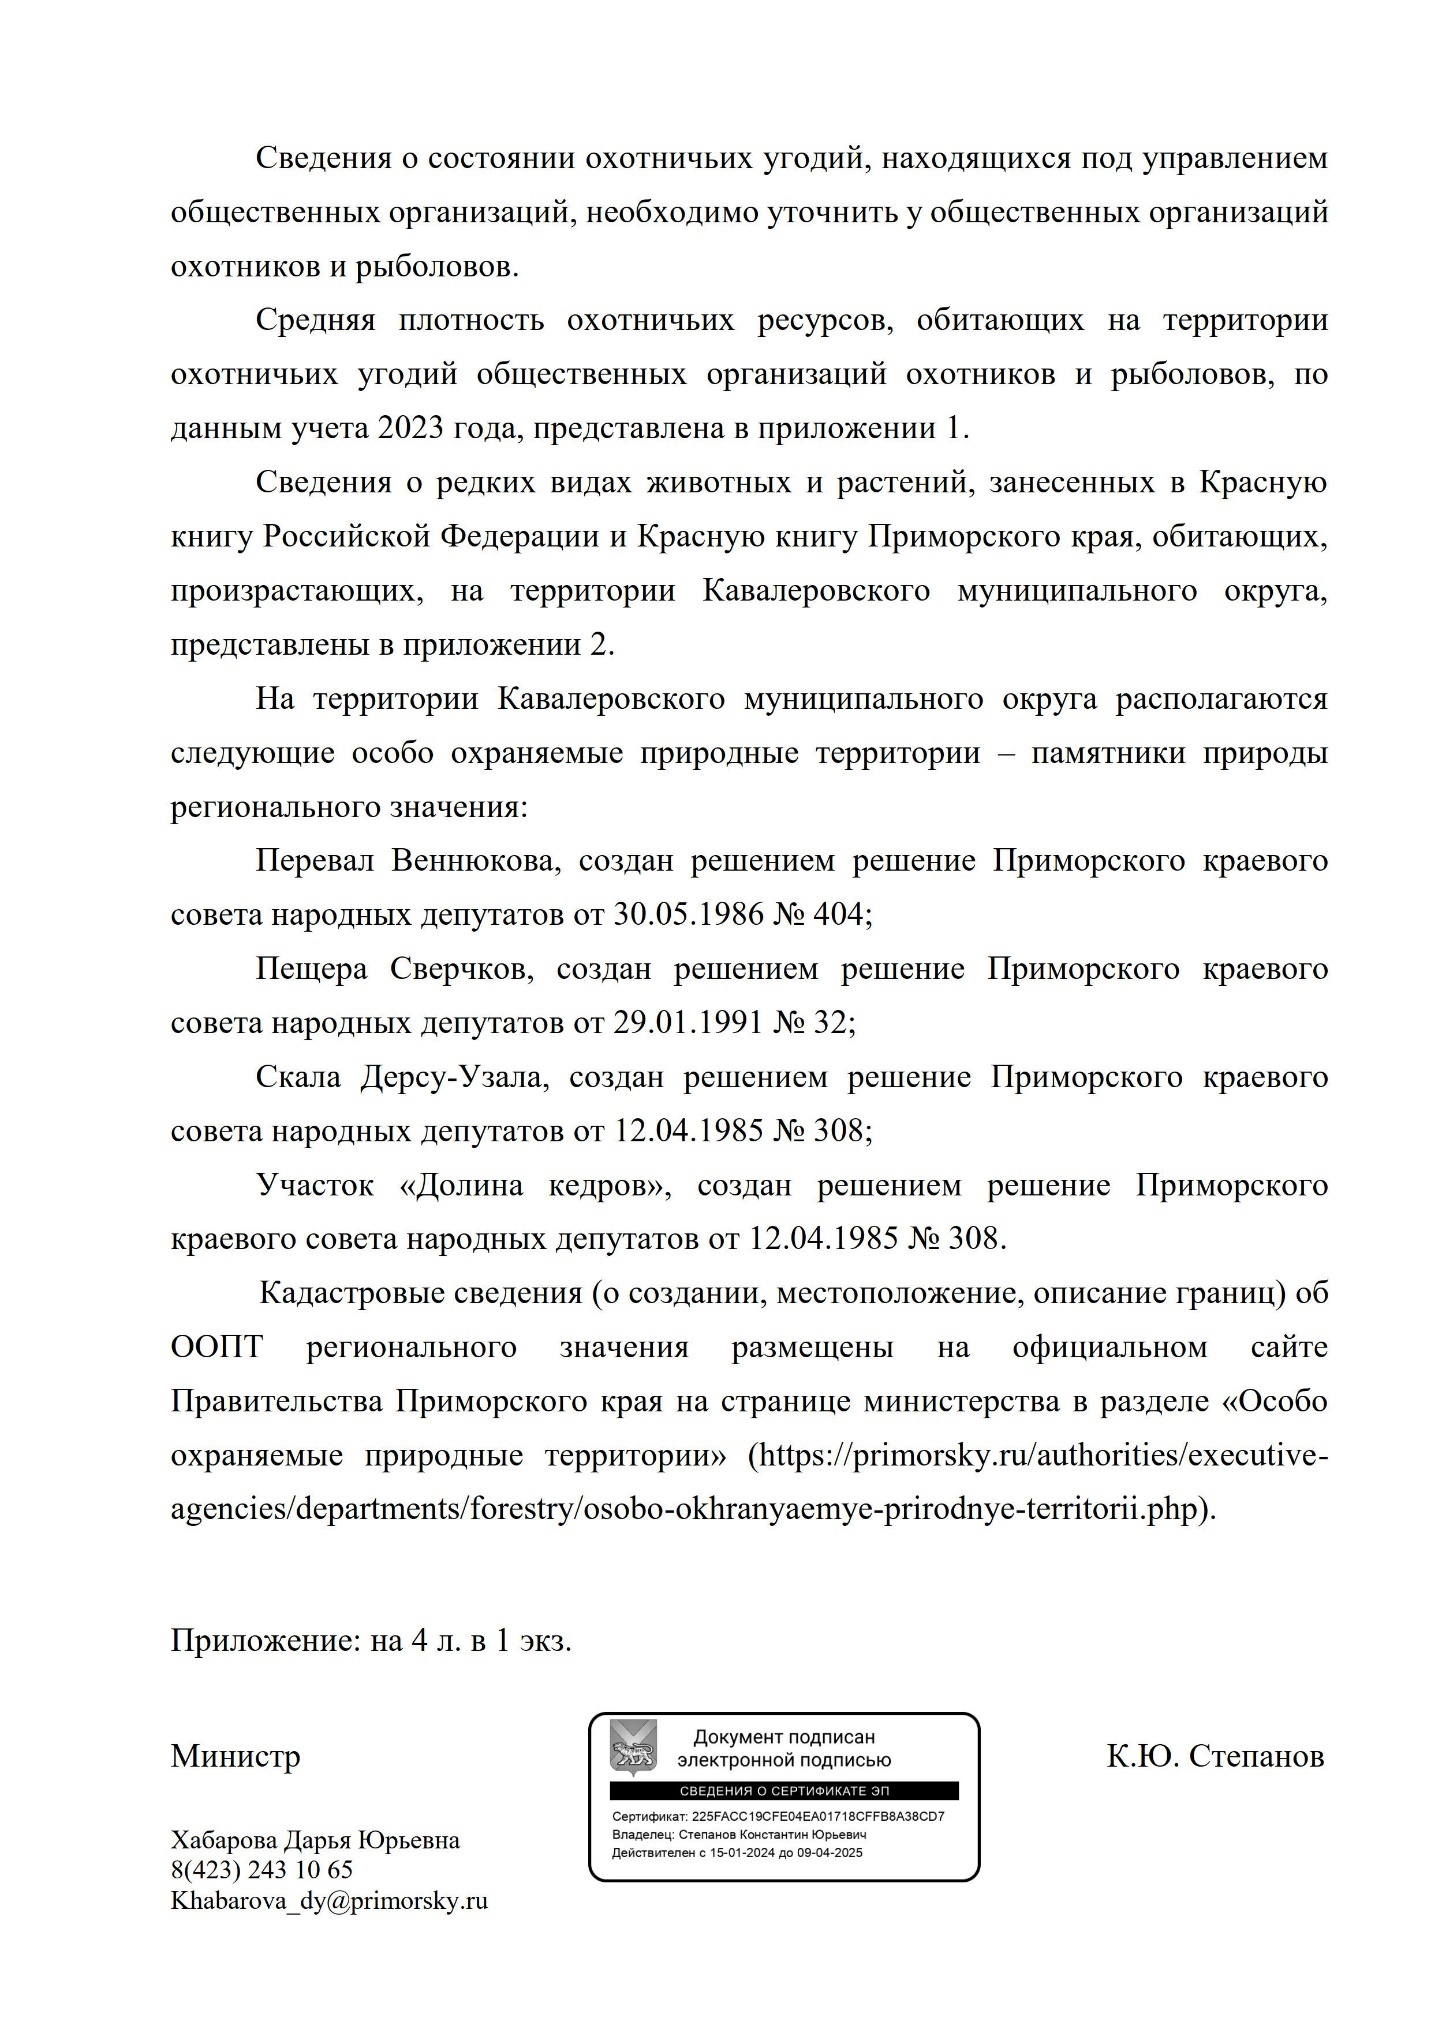 Сведения о состоянии охотничьих угодий, находящихся под управлением
общественных организаций, необходимо уточнить у общественных организаций
охотников и рыболовов.
Средняя плотность охотничьих ресурсов, обитающих на территории
охотничьих угодий общественных организаций охотников и рыболовов, по
данным учета 2023 года, представлена в приложении 1.
Сведения о редких видах животных и растений, занесенных в Красную
книгу Российской Федерации и Красную книгу Приморского края, обитающих,
произрастающих, на территории Кавалеровского муниципального округа,
представлены в приложении 2.
На территории Кавалеровского муниципального округа располагаются
следующие особо охраняемые природные территории – памятники природы
регионального значения:
Перевал Веннюкова, создан решением решение Приморского краевого
совета народных депутатов от 30.05.1986 № 404;
Пещера Сверчков, создан решением решение Приморского краевого
совета народных депутатов от 29.01.1991 № 32;
Скала Дерсу-Узала, создан решением решение Приморского краевого
совета народных депутатов от 12.04.1985 № 308;
Участок «Долина кедров», создан решением решение Приморского
краевого совета народных депутатов от 12.04.1985 № 308.
Кадастровые сведения (о создании, местоположение, описание границ) об
ООПТ регионального значения размещены на официальном сайте
Правительства Приморского края на странице министерства в разделе «Особо
охраняемые природные территории» (https://primorsky.ru/authorities/executive-
agencies/departments/forestry/osobo-okhranyaemye-prirodnye-territorii.php).
Приложение: на 4 л. в 1 экз.
Министр
Документ подписан
электронной подписью
СВЕДЕНИЯ О СЕРТИФИКАТЕ ЭП
Сертификат: 225FACC19CFE04EA01718CFFB8A38CD7
Владелец: Степанов Константин Юрьевич
Действителен с 15-01-2024 до 09-04-2025
К.Ю. Степанов
Хабарова Дарья Юрьевна
8(423) 243 10 65
Khabarova_dy@primorsky.ru